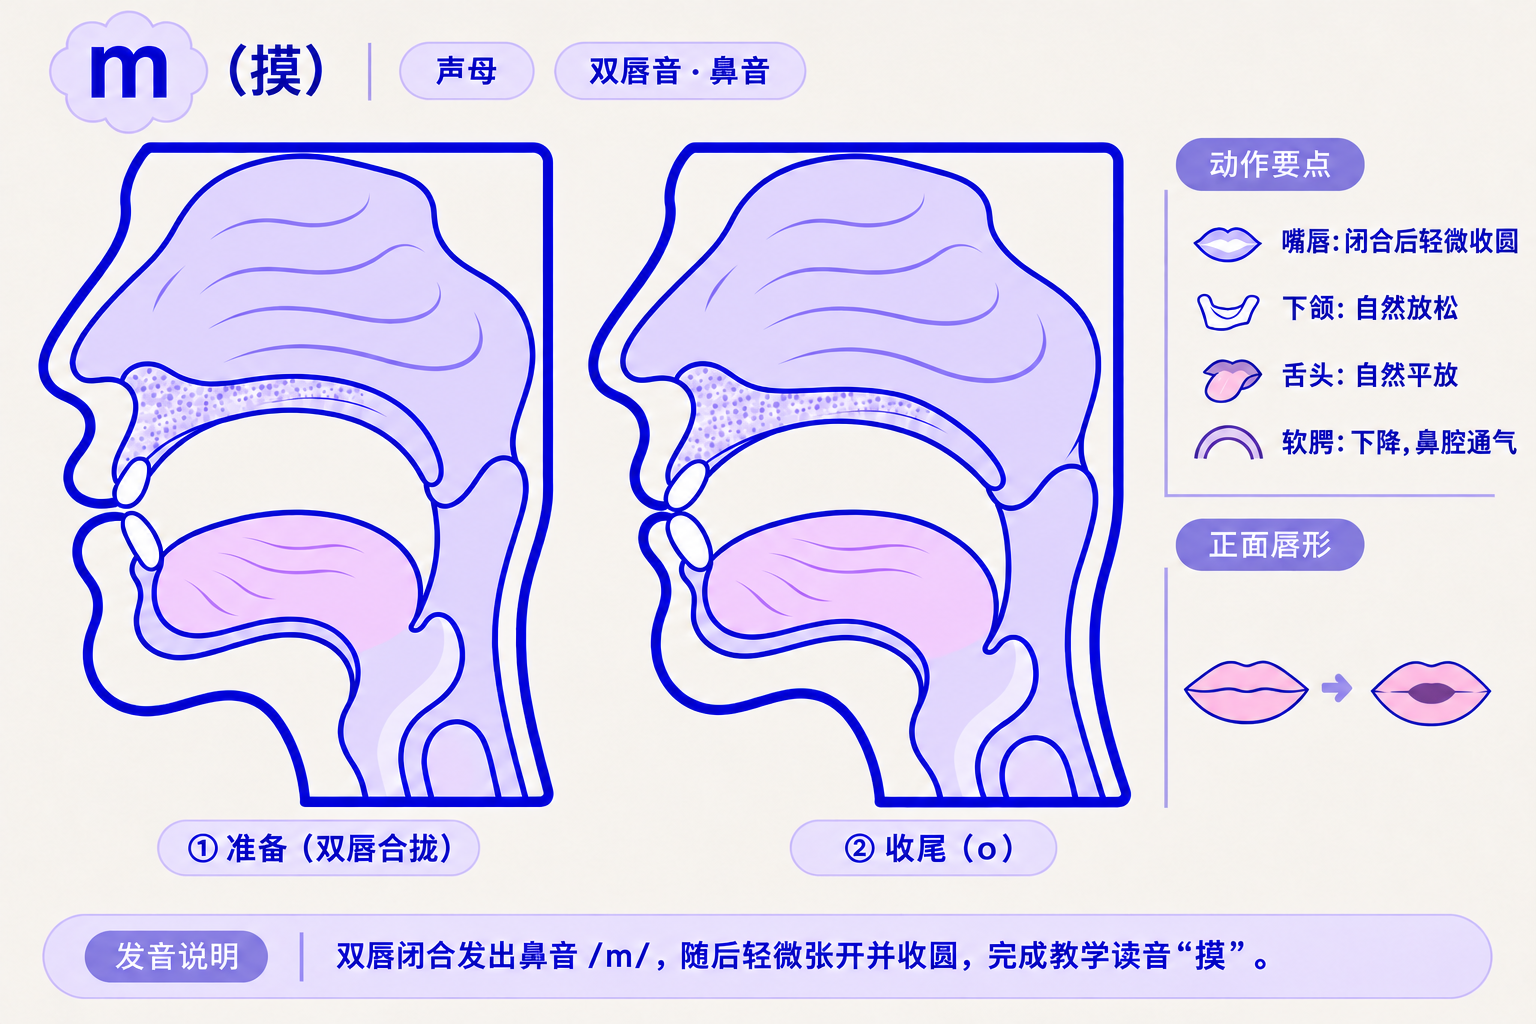 m（摸）
声母
双唇音·鼻音
动作要点
嘴唇：闭合后轻微收圆
下颌：自然放松
舌头：自然平放
软腭：下降，鼻腔通气
正面唇形
① 准备（双唇合拢）
② 收尾（o）
发音说明
双唇闭合发出鼻音 /m/，随后轻微张开并收圆，完成教学读音“摸”。